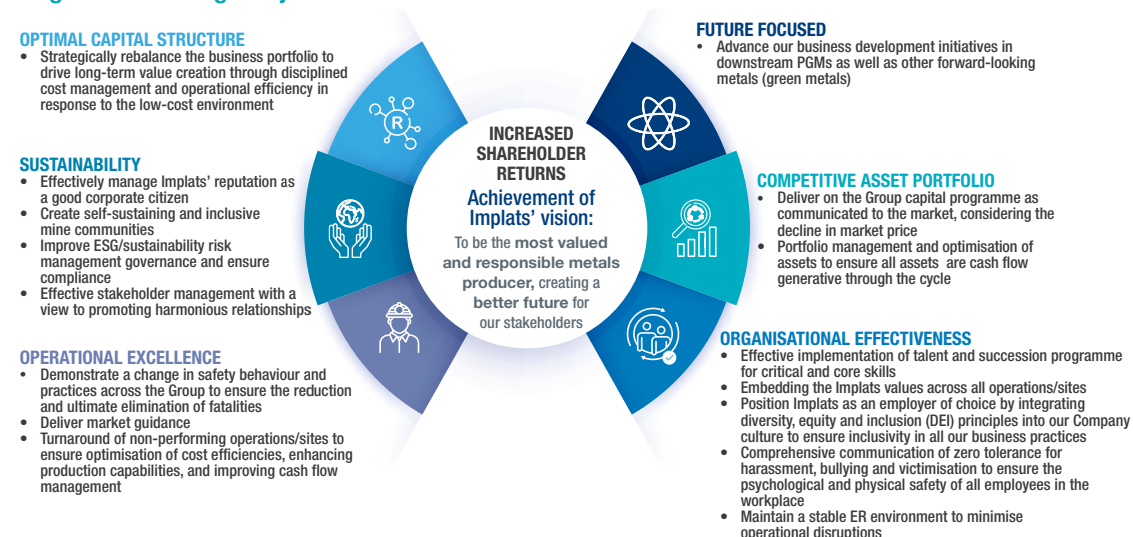 OPTIMAL CAPITAL STRUCTURE
• Strategically rebalance the business portfolio to
drive long-term value creation through disciplined
cost management and operational efficiency in
response to the low-cost environment
SUSTAINABILITY
• Effectively manage Implats' reputation as
a good corporate citizen
• Create self-sustaining and inclusive
mine communities
• Improve ESG/sustainability risk
management governance and ensure
compliance
• Effective stakeholder management with a
view to promoting harmonious relationships
OPERATIONAL EXCELLENCE
• Demonstrate a change in safety behaviour and
practices across the Group to ensure the reduction
and ultimate elimination of fatalities
• Deliver market guidance
• Turnaround of non-performing operations/sites to
ensure optimisation of cost efficiencies, enhancing
production capabilities, and improving cash flow
management
R
INCREASED
SHAREHOLDER
RETURNS
Achievement of
Implats' vision:
To be the most valued
and responsible metals
producer, creating a
better future for
our stakeholders
FUTURE FOCUSED
• Advance our business development initiatives in
downstream PGMs as well as other forward-looking
metals (green metals)
COMPETITIVE ASSET PORTFOLIO
• Deliver on the Group capital programme as
communicated to the market, considering the
decline in market price
• Portfolio management and optimisation of
assets to ensure all assets are cash flow
generative through the cycle
ORGANISATIONAL EFFECTIVENESS
• Effective implementation of talent and succession programme
for critical and core skills
• Embedding the Implats values across all operations/sites
• Position Implats as an employer of choice by integrating
diversity, equity and inclusion (DEI) principles into our Company
culture to ensure inclusivity in all our business practices
• Comprehensive communication of zero tolerance for
harassment, bullying and victimisation to ensure the
psychological and physical safety of all employees in the
workplace
• Maintain a stable ER environment to minimise
operational disruptions